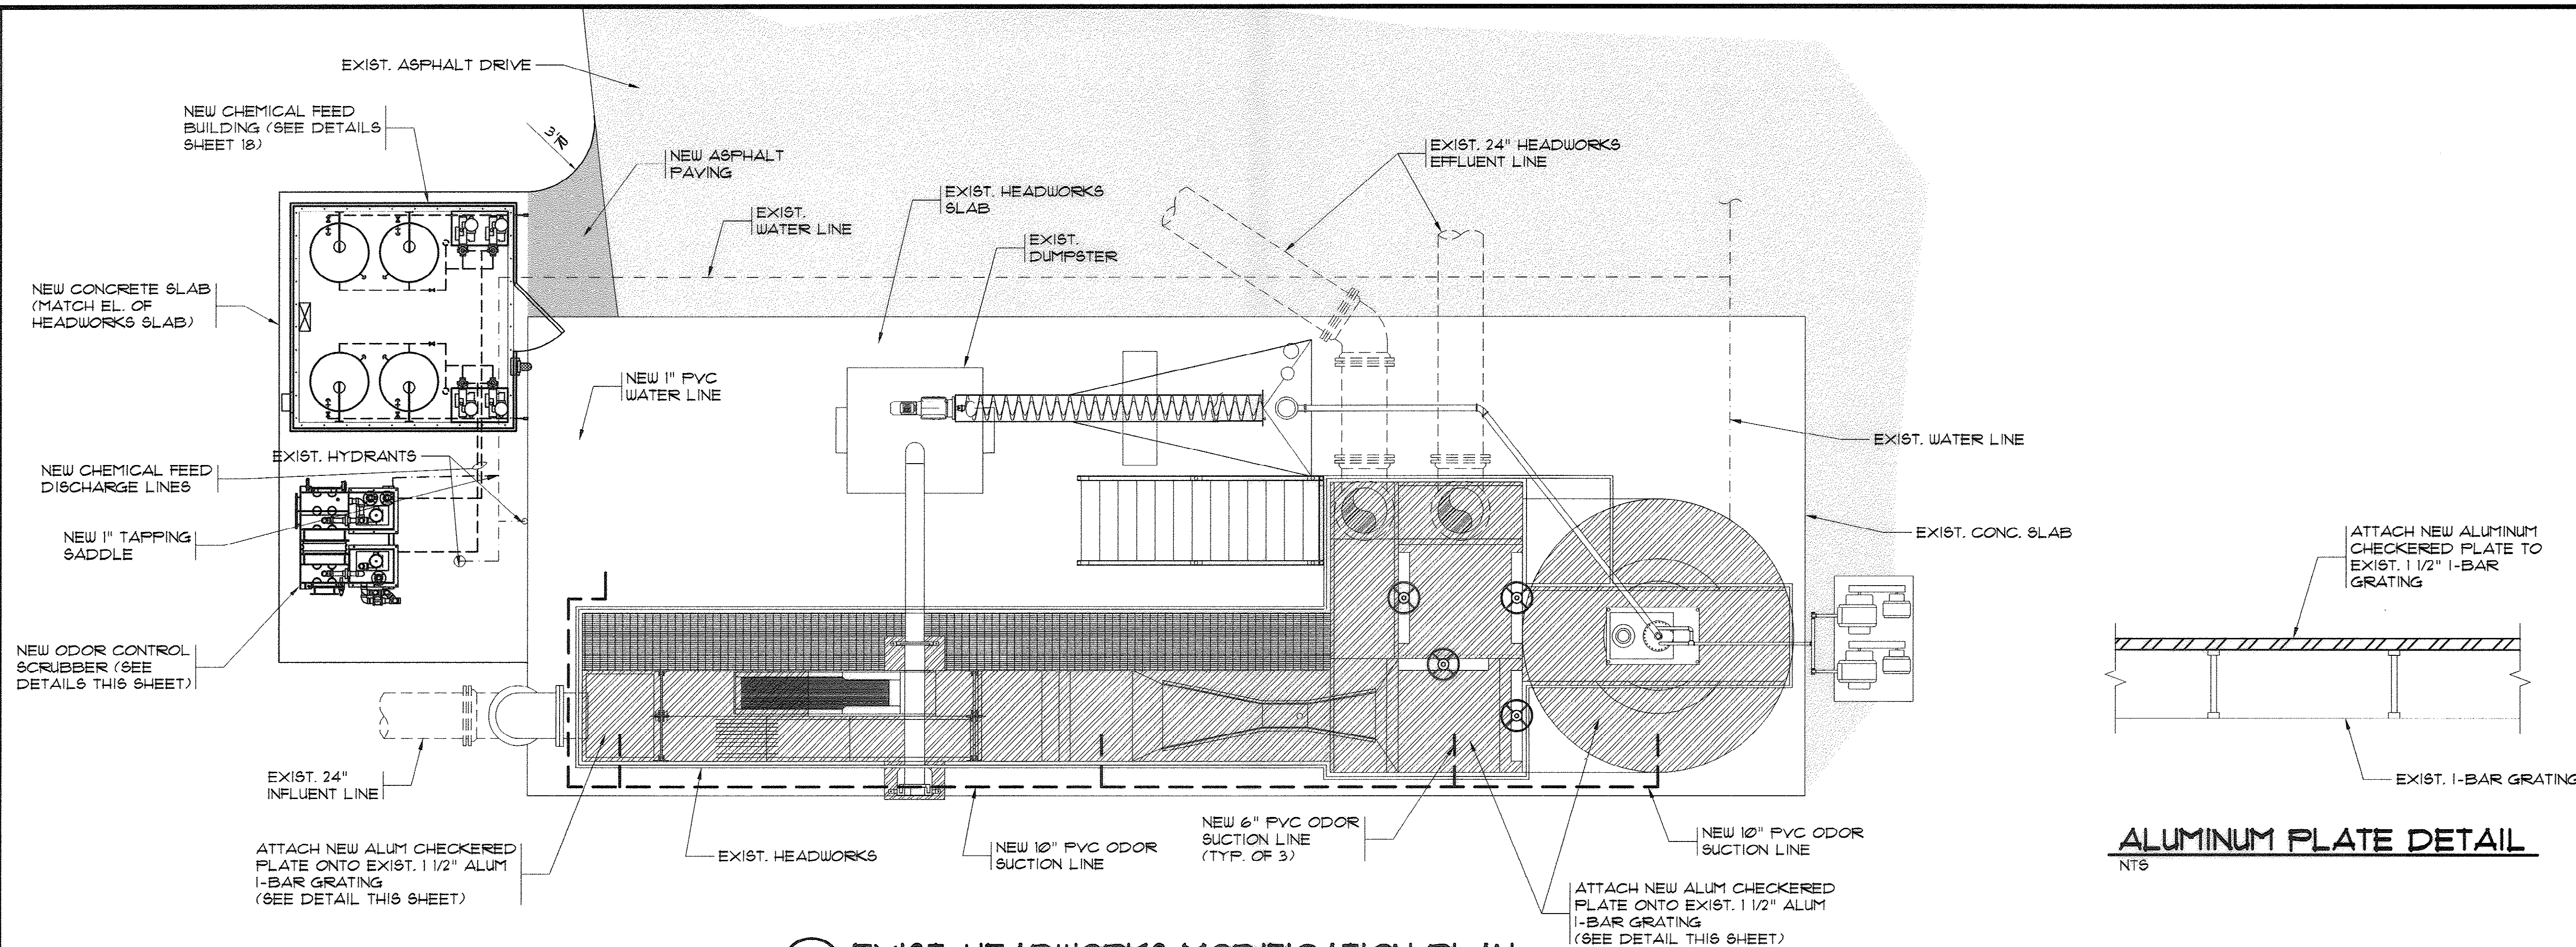 EXIST. ASPHALT DRIVE
NEW CHEMICAL FEED
BUILDING (SEE DETAILS
SHEET 18)
3'R
NEW ASPHALT
PAVING
EXIST. 24" HEADWORKS
EFFLUENT LINE
EXIST. HEADWORKS
SLAB
EXIST.
WATER LINE
EXIST.
DUMPSTER
NEW CONCRETE SLAB
(MATCH EL. OF
HEADWORKS SLAB)
NEW 1" PVC
WATER LINE
EXIST. WATER LINE
EXIST. HYDRANTS
NEW CHEMICAL FEED
DISCHARGE LINES
NEW 1" TAPPING
SADDLE
EXIST. CONC. SLAB
ATTACH NEW ALUMINUM
CHECKERED PLATE TO
EXIST. 1 1/2" I-BAR
GRATING
NEW ODOR CONTROL
SCRUBBER (SEE
DETAILS THIS SHEET)
EXIST. 24"
INFLUENT LINE
EXIST. I-BAR GRATING
ATTACH NEW ALUM CHECKERED
PLATE ONTO EXIST. 1 1/2" ALUM
I-BAR GRATING
(SEE DETAIL THIS SHEET)
EXIST. HEADWORKS
NEW 10" PVC ODOR
SUCTION LINE
NEW 6" PVC ODOR
SUCTION LINE
(TYP. OF 3)
NEW 10" PVC ODOR
SUCTION LINE
ALUMINUM PLATE DETAIL
NTS
ATTACH NEW ALUM CHECKERED
PLATE ONTO EXIST. 1 1/2" ALUM
I-BAR GRATING
(SEE DETAIL THIS SHEET)
EXIST. HEADWORKS MODIFICATION PLAN